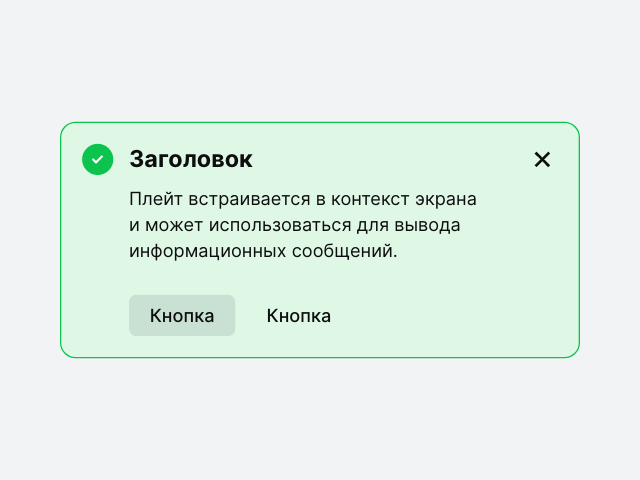 Заголовок
Плейт встраивается в контекст экрана
и может использоваться для вывода
информационных сообщений.
Кнопка Кнопка